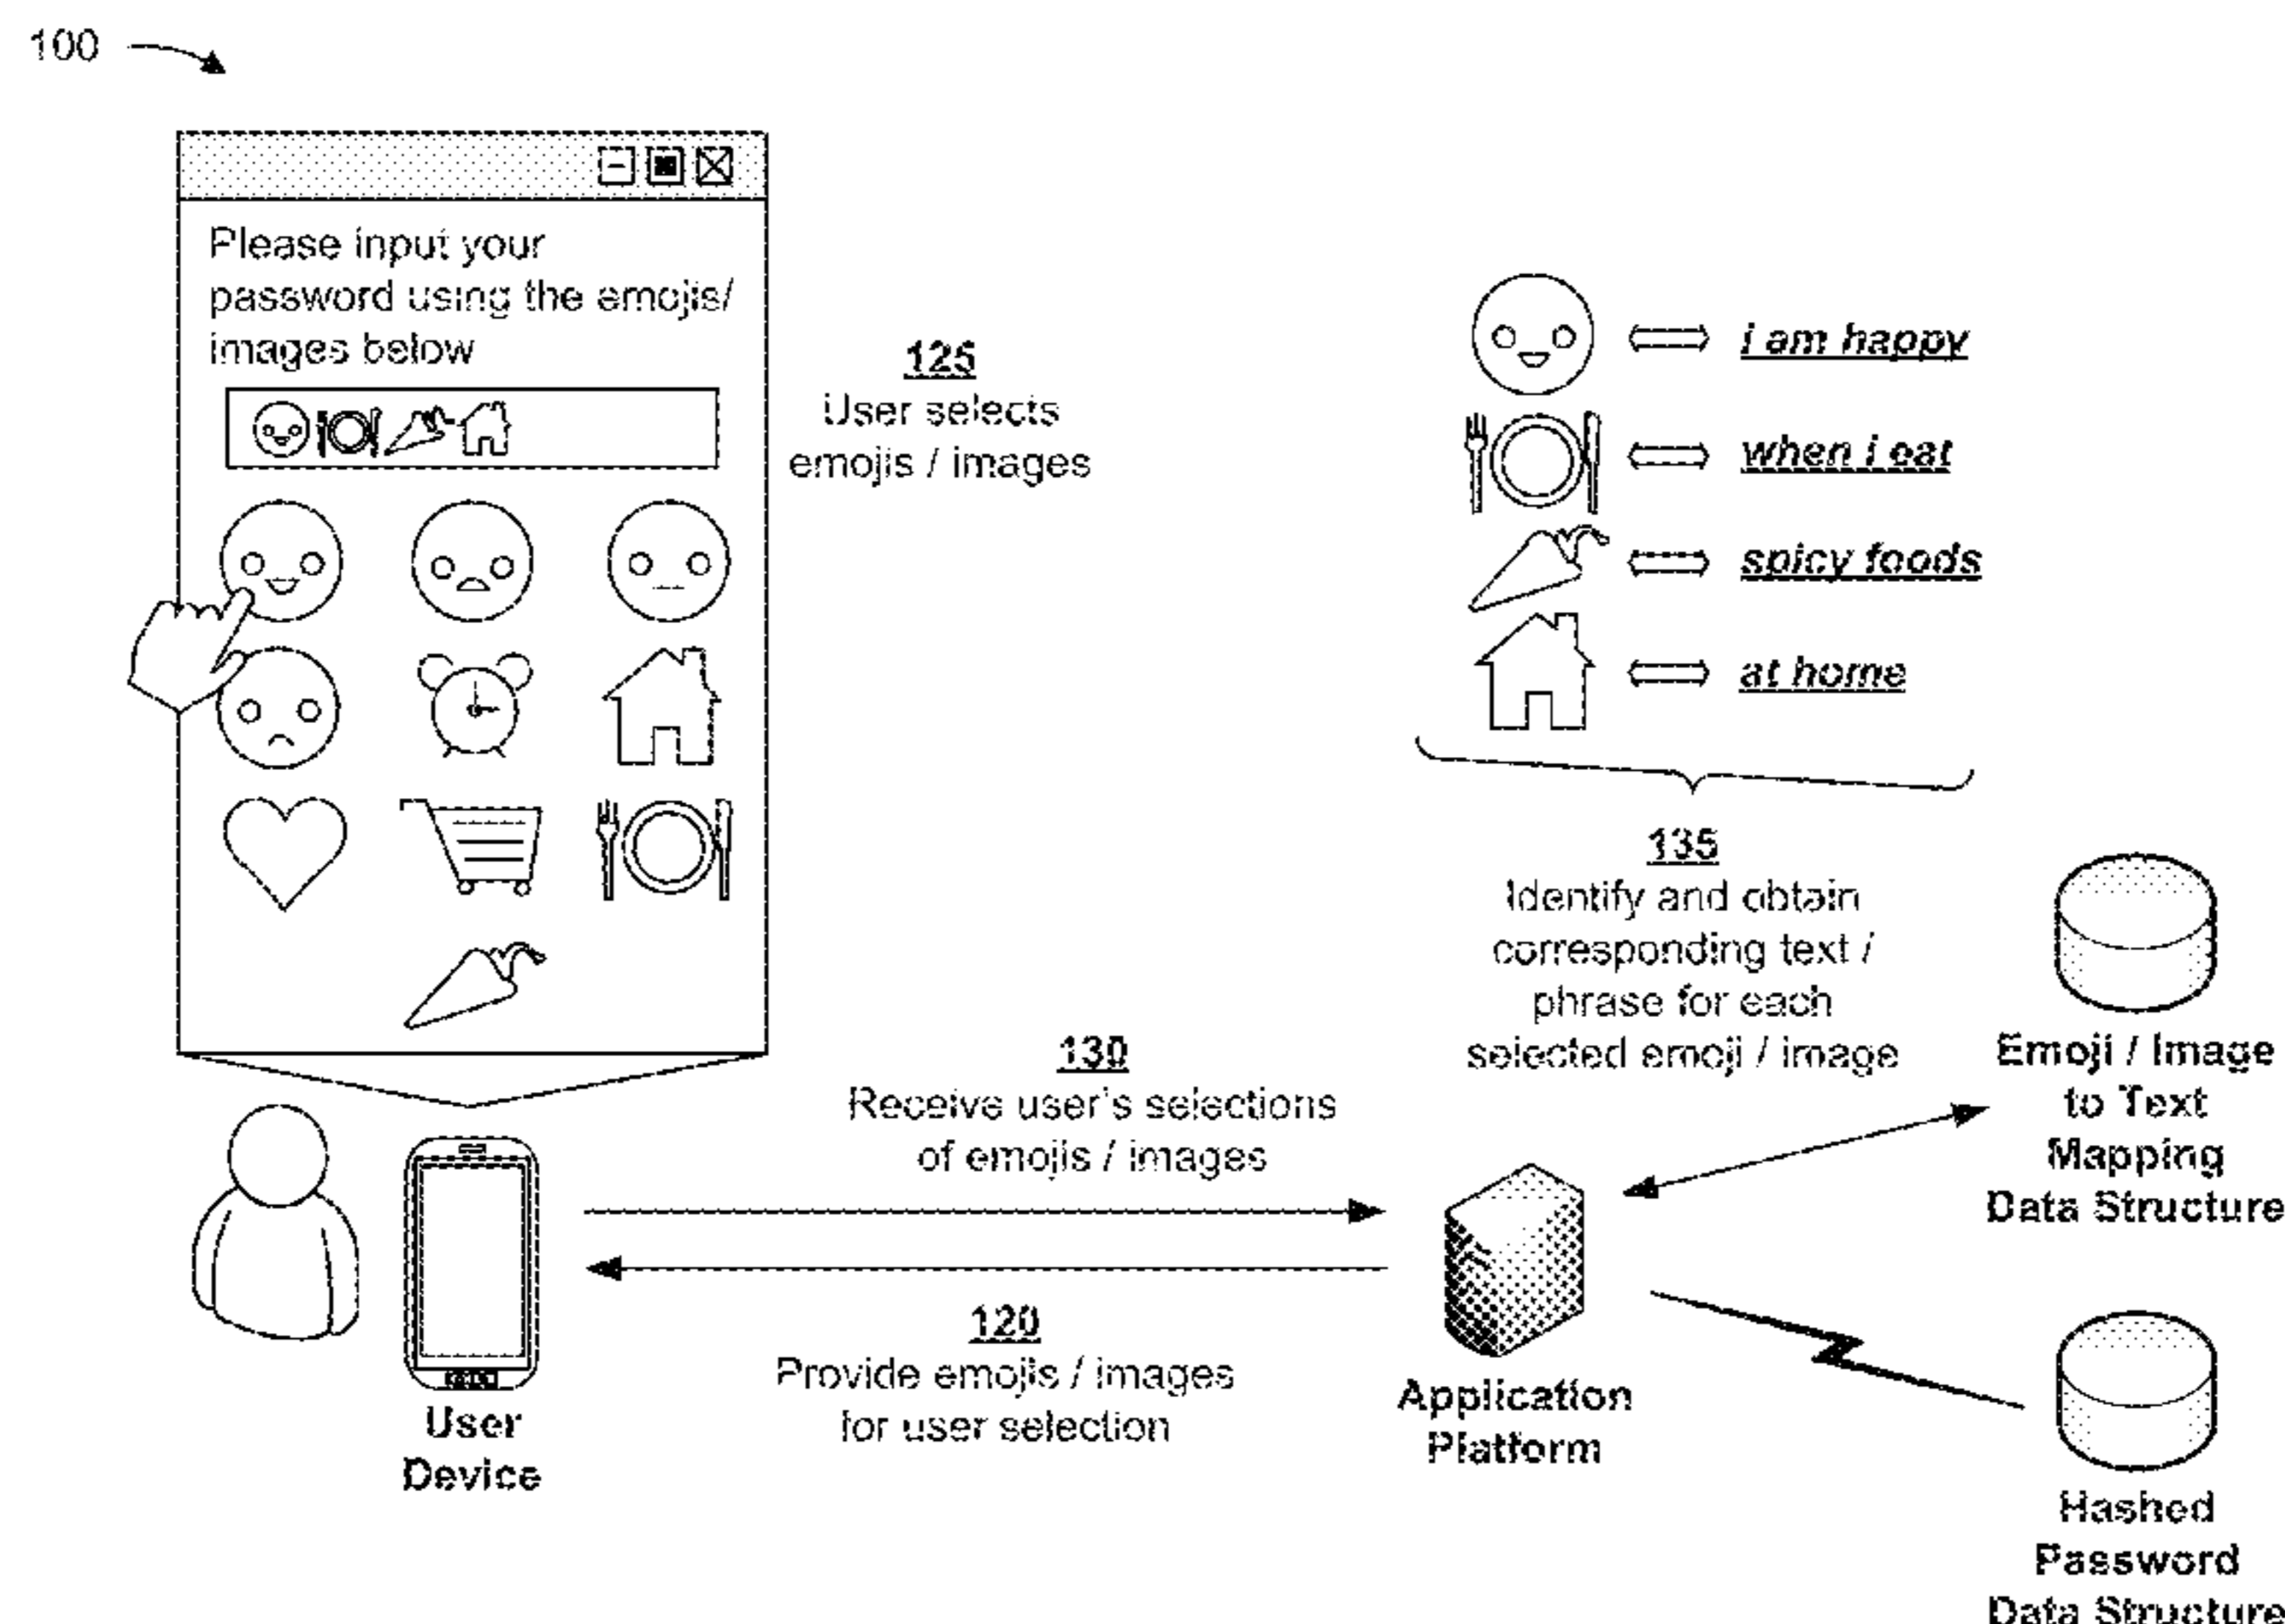 100
Please input your
password using the emojis/
images below
125
User selects
emojis / images
i am happy
when i eat
spicy foods
at home
135
Identify and obtain
corresponding text /
phrase for each
selected emoji / image
Emoji / Image
to Text
Mapping
Data Structure
130
Receive user's selections
of emojis / images
120
Provide emojis / images
for user selection
User
Device
Application
Platform
Hashed
Password
Data Structure